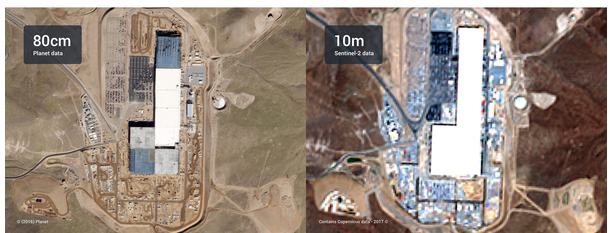 80cm
Planet data
10m
Sentinel-2 data
© (2016) Planet
Contains Copernicus data - 2017 ©